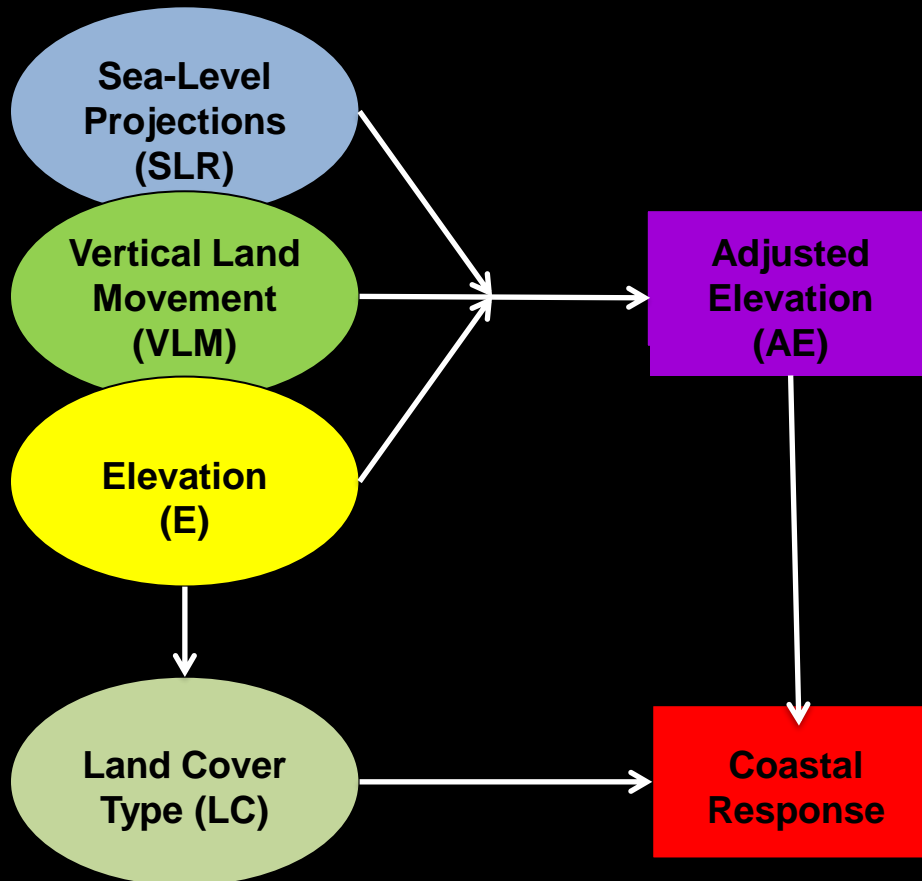 Sea-Level
Projections
(SLR)
Vertical Land
Movement
(VLM)
Elevation
(E)
Land Cover
Type (LC)
Adjusted
Elevation
(AE)
Coastal
Response